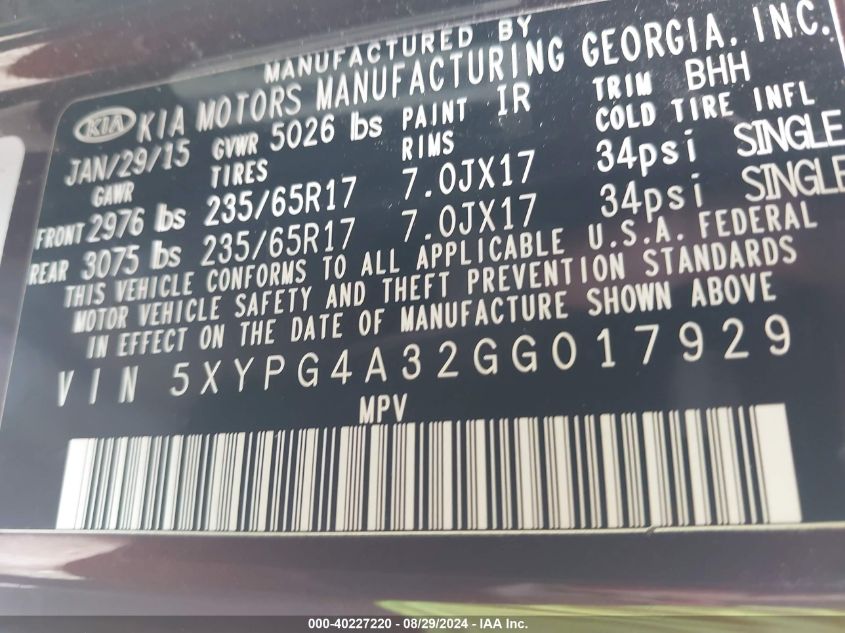 MANUFACTURED BY
KIA KIA MOTORS MANUFACTURING GEORGIA, INC.
JAN/29/15 GVWR 5026 lbs PAINT IR TRIM BHH
GAWR TIRES RIMS COLD TIRE INFL
FRONT 2976 lbs 235/65R17 7.0JX17 34psi SINGLE
REAR 3075 lbs 235/65R17 7.0JX17 34psi SINGLE
THIS VEHICLE CONFORMS TO ALL APPLICABLE U.S.A. FEDERAL
MOTOR VEHICLE SAFETY AND THEFT PREVENTION STANDARDS
IN EFFECT ON THE DATE OF MANUFACTURE SHOWN ABOVE
VIN 5XYPG4A32GG017929
MPV
000-40227220 - 08/29/2024 - IAA Inc.